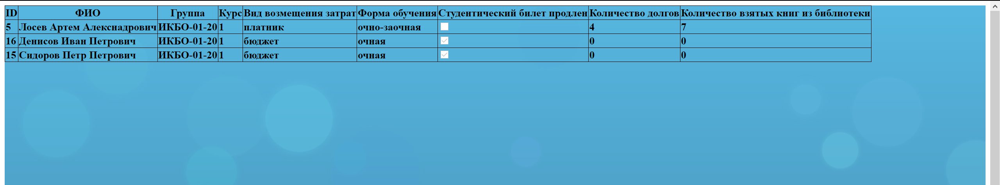 ID ФИО Группа Курс Вид возмещения затрат Форма обучения Студентический билет продлен Количество долгов Количество взятых книг из библиотеки
5 Лосев Артем Алекснадрович ИКБО-01-20 1 платник очно-заочная 4 7
16 Денисов Иван Петрович ИКБО-01-20 1 бюджет очная 0 0
15 Сидоров Петр Петрович ИКБО-01-20 1 бюджет очная 0 0